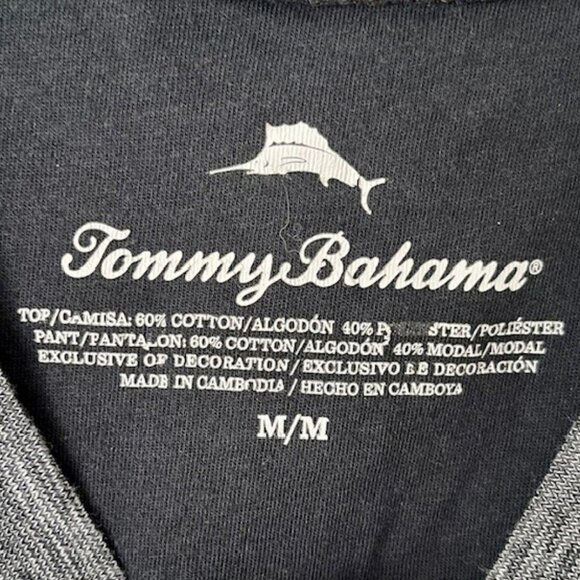 Tommy Bahama®
TOP/CAMISA: 60% COTTON/ALGODÓN 40% /POLIÉSTER
PANT/PANTALON: 60% COTTON/ALGODÓN 40% MODAL/MODAL
EXCLUSIVE OF DECORATION/EXCLUSIVO DE DECORACIÓN
MADE IN CAMBODIA/HECHO EN CAMBOYA
M/M